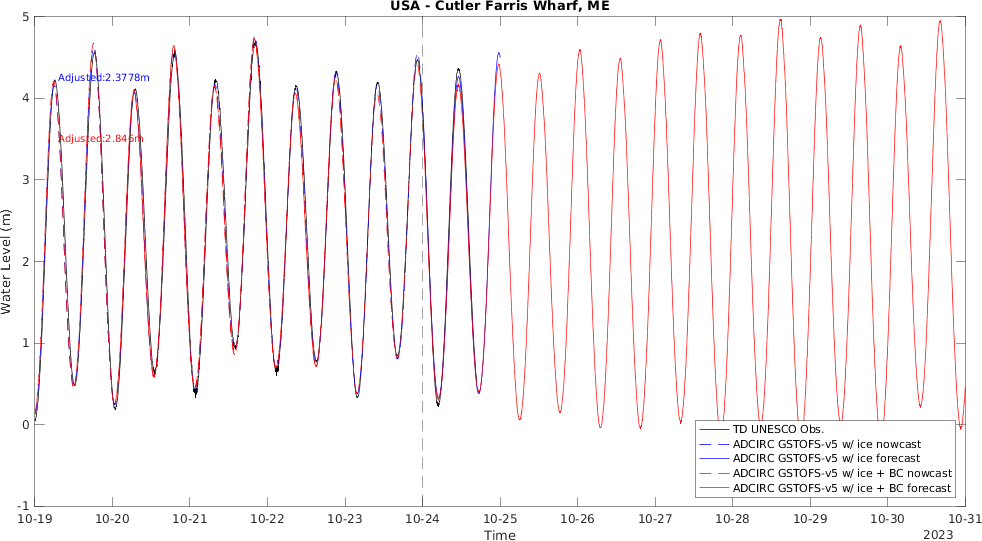 USA - Cutler Farris Wharf, ME
Water Level (m)
5
4
3
2
1
0
-1
Adjusted:2.3778m
Adjusted:2.846m
TD UNESCO Obs.
ADCIRC GSTOFS-v5 w/ ice nowcast
ADCIRC GSTOFS-v5 w/ ice forecast
ADCIRC GSTOFS-v5 w/ ice + BC nowcast
ADCIRC GSTOFS-v5 w/ ice + BC forecast
10-19 10-20 10-21 10-22 10-23 10-24 10-25 10-26 10-27 10-28 10-29 10-30 10-31
Time
2023